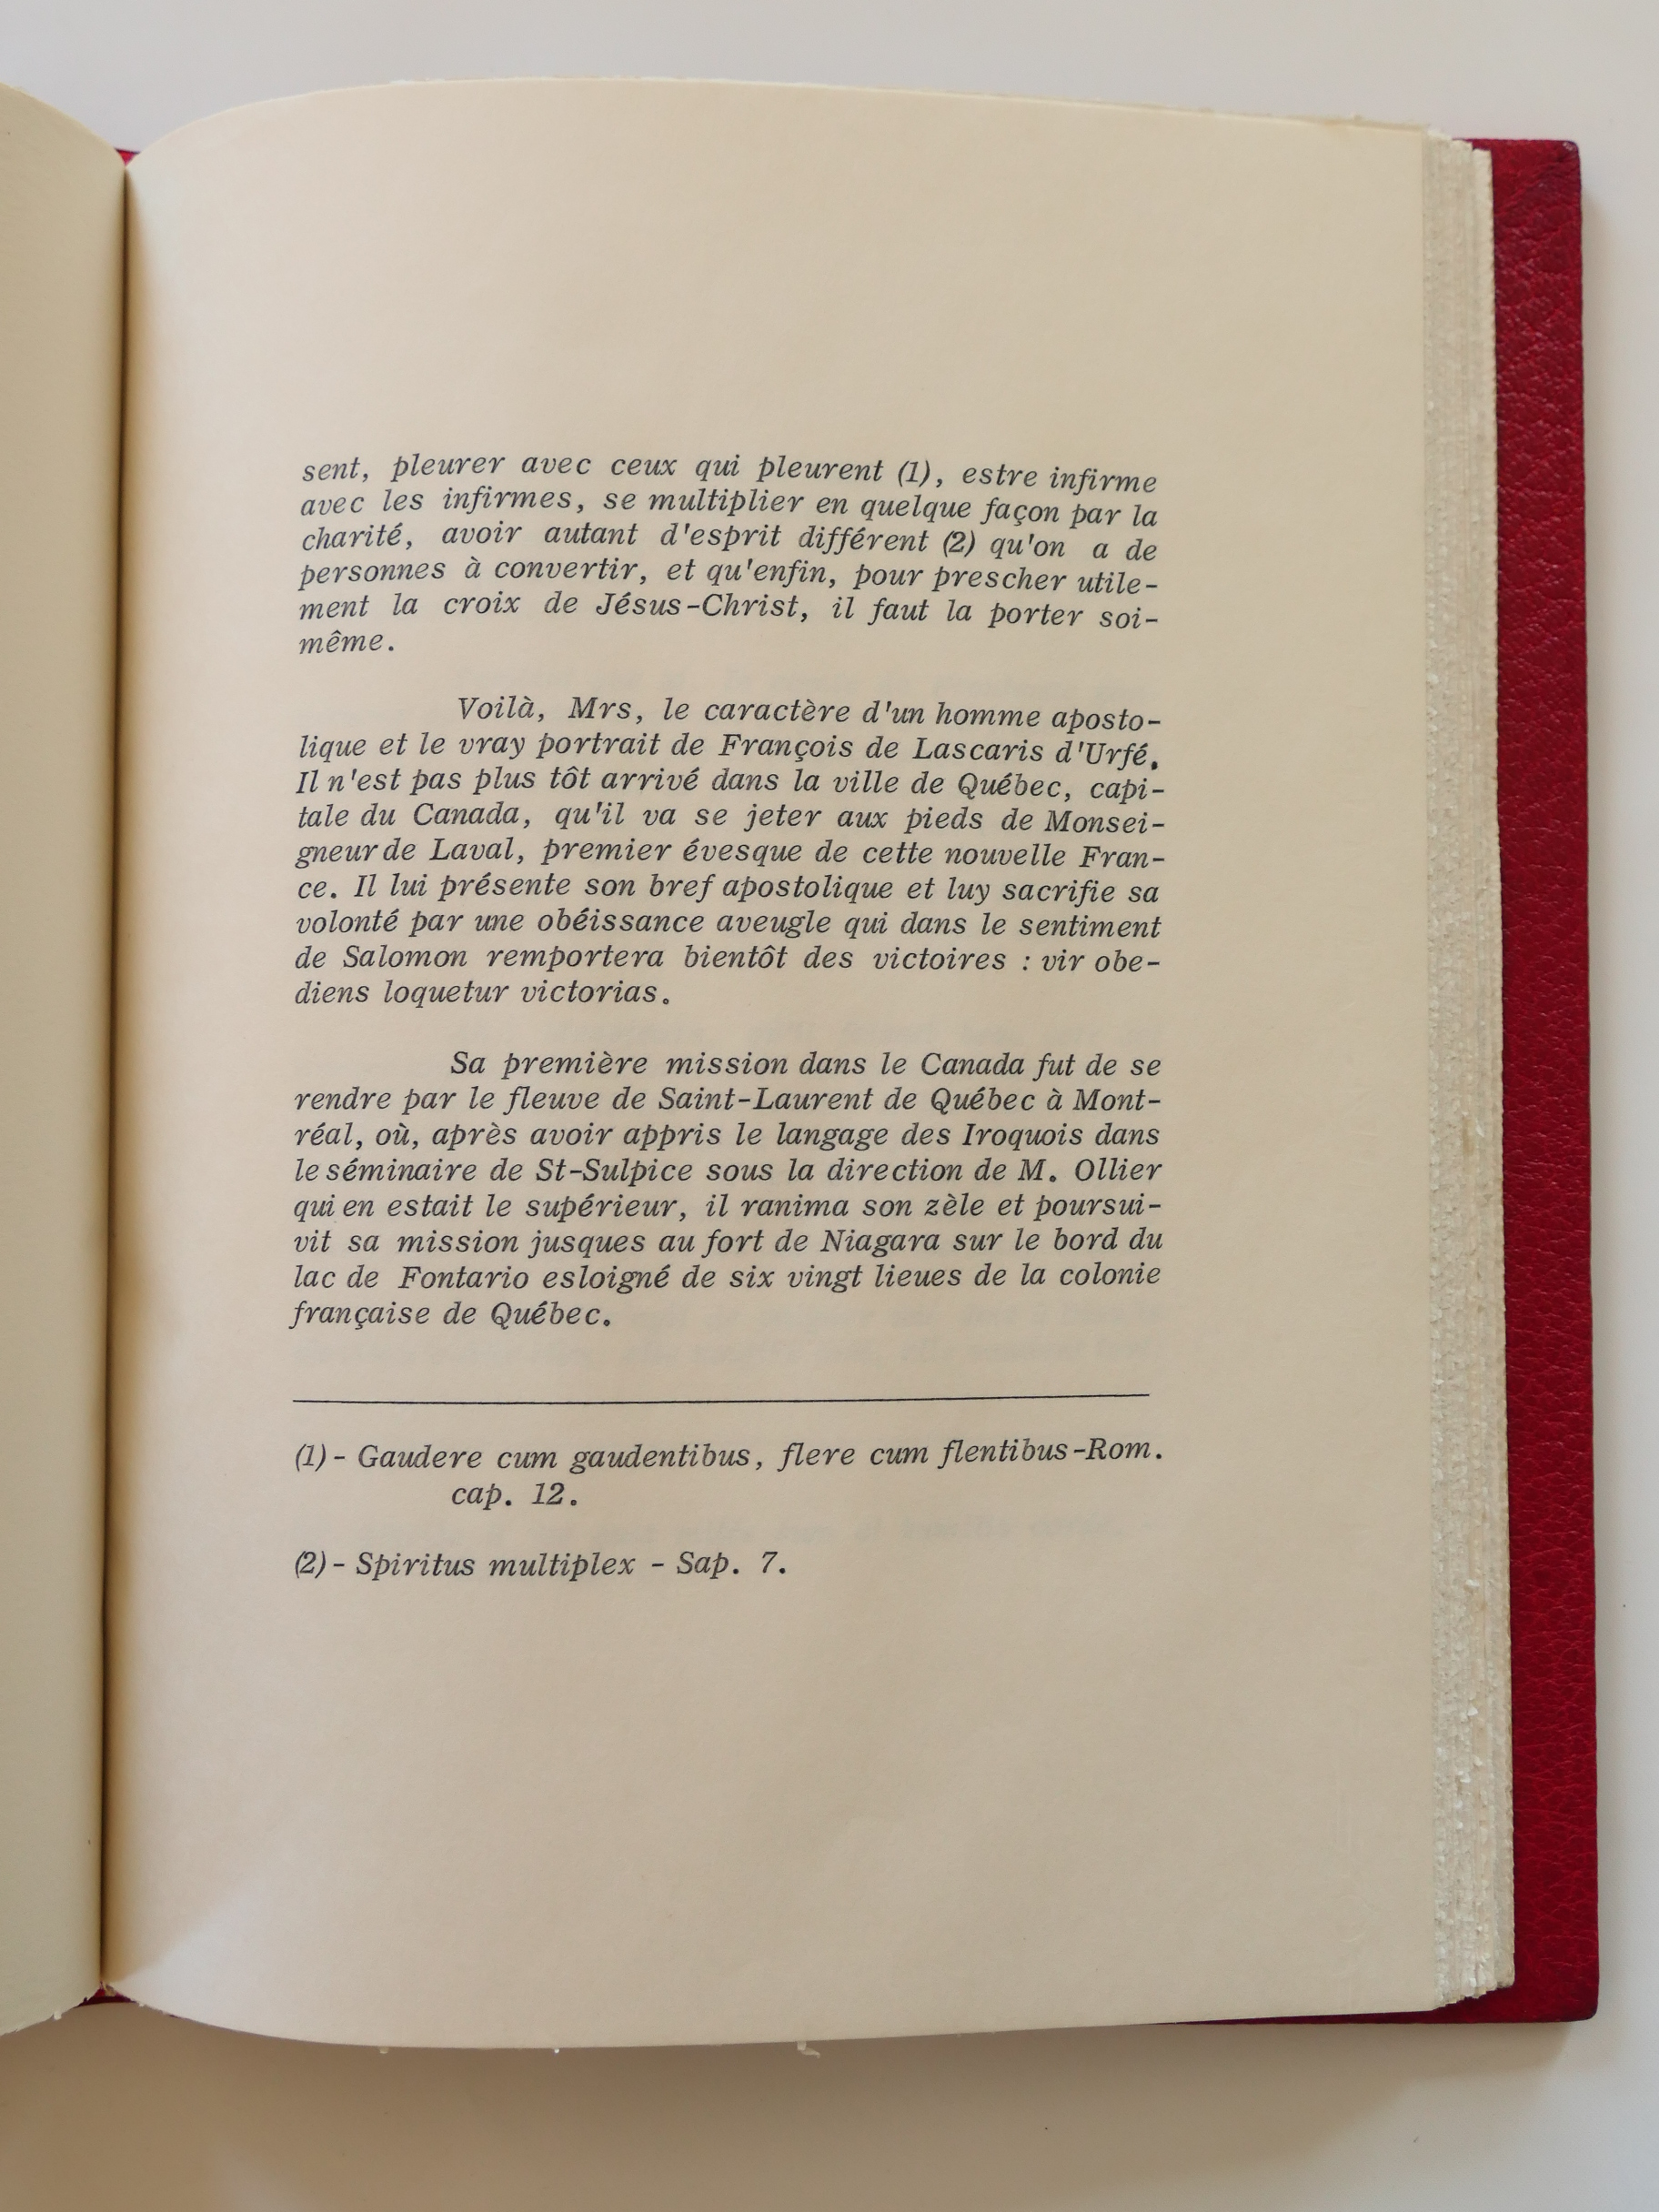 sent, pleurer avec ceux qui pleurent (1), estre infirme
avec les infirmes, se multiplier en quelque façon par la
charité, avoir autant d'esprit différent (2) qu'on a de
personnes à convertir, et qu'enfin, pour prescher utile-
ment la croix de Jésus-Christ, il faut la porter soi-
même.
Voilà, Mrs, le caractère d'un homme aposto-
lique et le vray portrait de François de Lascaris d'Urfé.
Il n'est pas plus tôt arrivé dans la ville de Québec, capi-
tale du Canada, qu'il va se jeter aux pieds de Monsei-
gneur de Laval, premier évesque de cette nouvelle Fran-
ce. Il lui présente son bref apostolique et luy sacrifie sa
volonté par une obéissance aveugle qui dans le sentiment
de Salomon remportera bientôt des victoires : vir obe-
diens loquetur victorias.
Sa première mission dans le Canada fut de se
rendre par le fleuve de Saint-Laurent de Québec à Mont-
réal, où, après avoir appris le langage des Iroquois dans
le séminaire de St-Sulpice sous la direction de M. Ollier
qui en estait le supérieur, il ranima son zèle et poursui-
vit sa mission jusques au fort de Niagara sur le bord du
lac de Fontario esloigné de six vingt lieues de la colonie
française de Québec.
(1)- Gaudere cum gaudentibus, flere cum flentibus-Rom.
cap. 12.
(2)- Spiritus multiplex - Sap. 7.